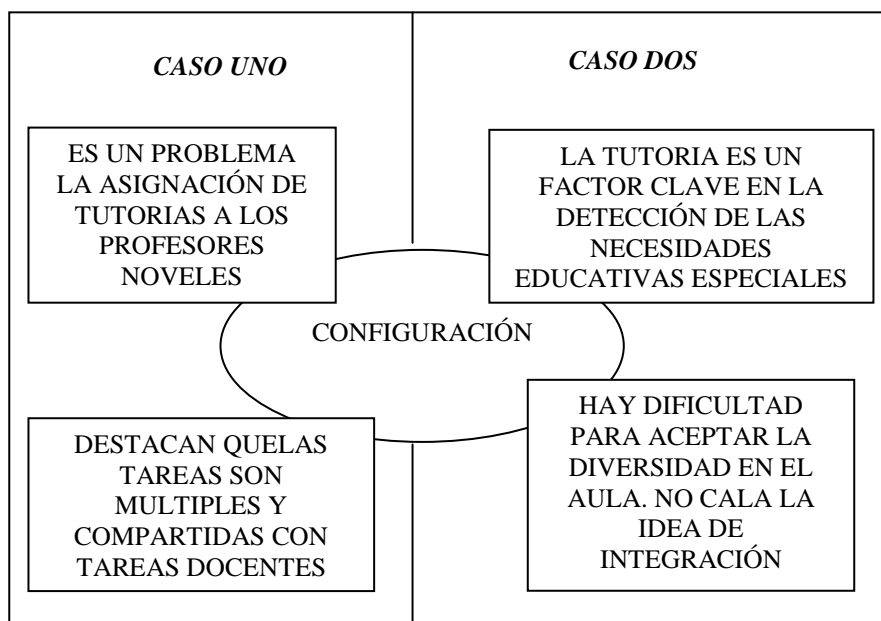 CASO UNO
ES UN PROBLEMA
LA ASIGNACIÓN DE
TUTORIAS A LOS
PROFESORES
NOVELES
CASO DOS
LA TUTORIA ES UN
FACTOR CLAVE EN LA
DETECCIÓN DE LAS
NECESIDADES
EDUCATIVAS ESPECIALES
CONFIGURACIÓN
DESTACAN QUELAS
TAREAS SON
MULTIPLES Y
COMPARTIDAS CON
TAREAS DOCENTES
HAY DIFICULTAD
PARA ACEPTAR LA
DIVERSIDAD EN EL
AULA. NO CALA LA
IDEA DE
INTEGRACIÓN